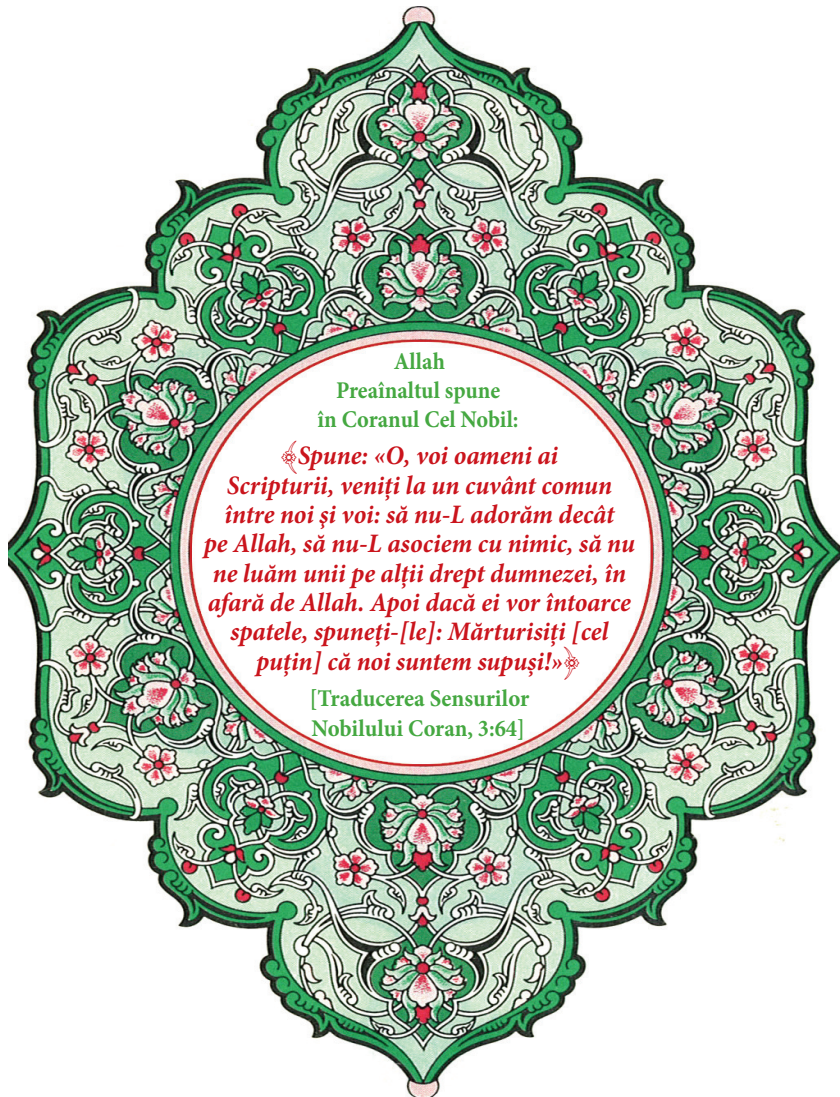 Allah
Preaînaltul spune
în Coranul Cel Nobil:
﴾Spune: «O, voi oameni ai
Scripturii, veniți la un cuvânt comun
între noi și voi: să nu-L adorăm decât
pe Allah, să nu-L asociem cu nimic, să nu
ne luăm unii pe alții drept dumnezei, în
afară de Allah. Apoi dacă ei vor întoarce
spatele, spuneți-[le]: Mărturisiți [cel
puțin] că noi suntem supuși!»﴿
[Traducerea Sensurilor
Nobilului Coran, 3:64]